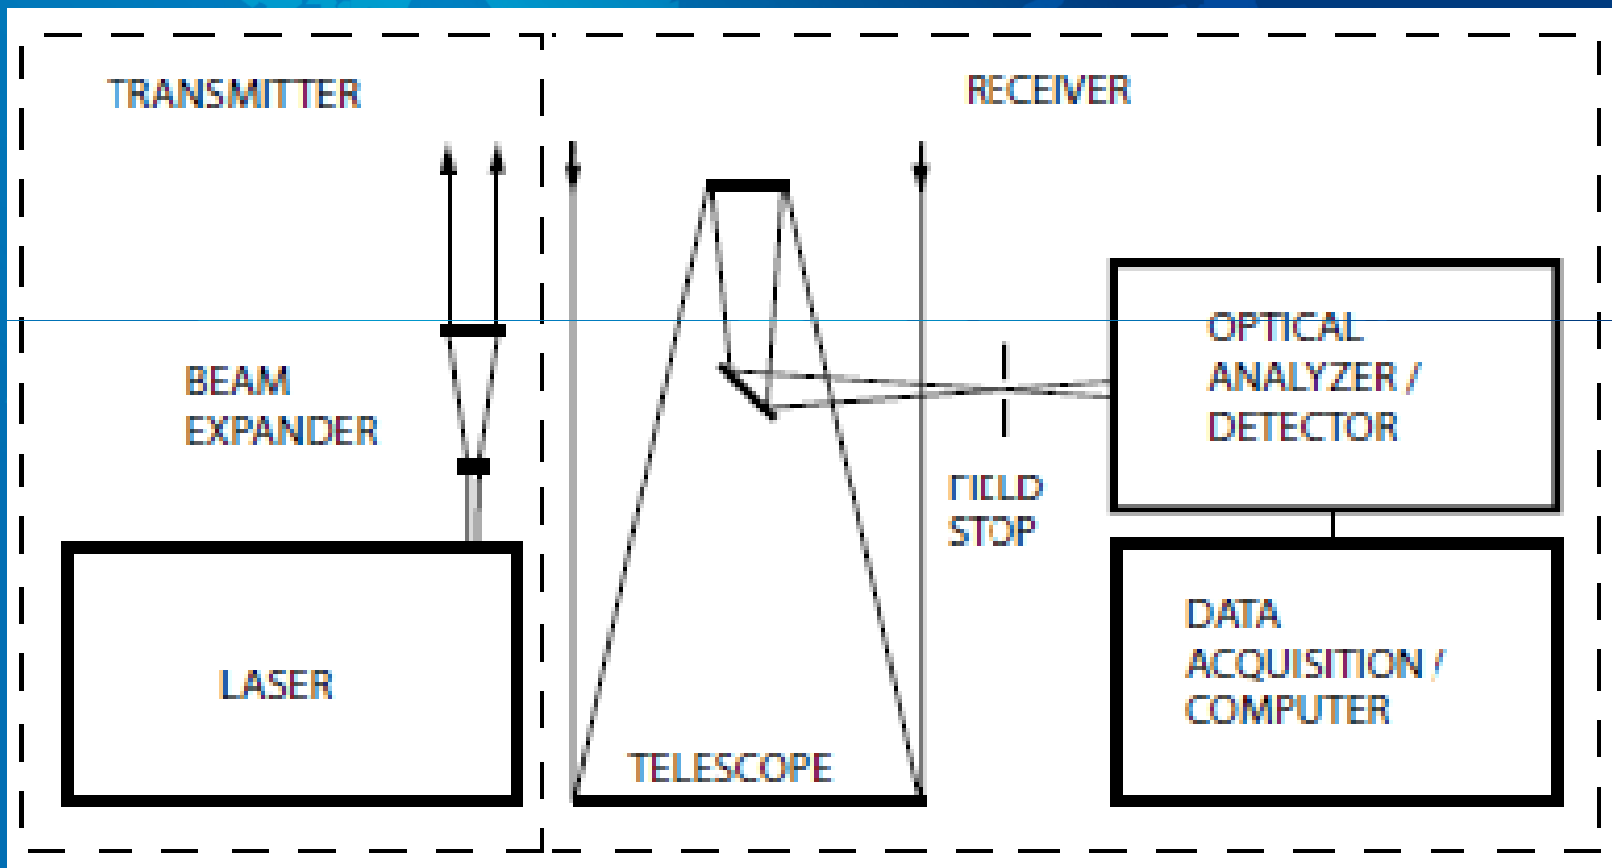 TRANSMITTER
RECEIVER
BEAM
EXPANDER
LASER
TELESCOPE
FIELD
STOP
OPTICAL
ANALYZER /
DETECTOR
DATA
ACQUISITION /
COMPUTER